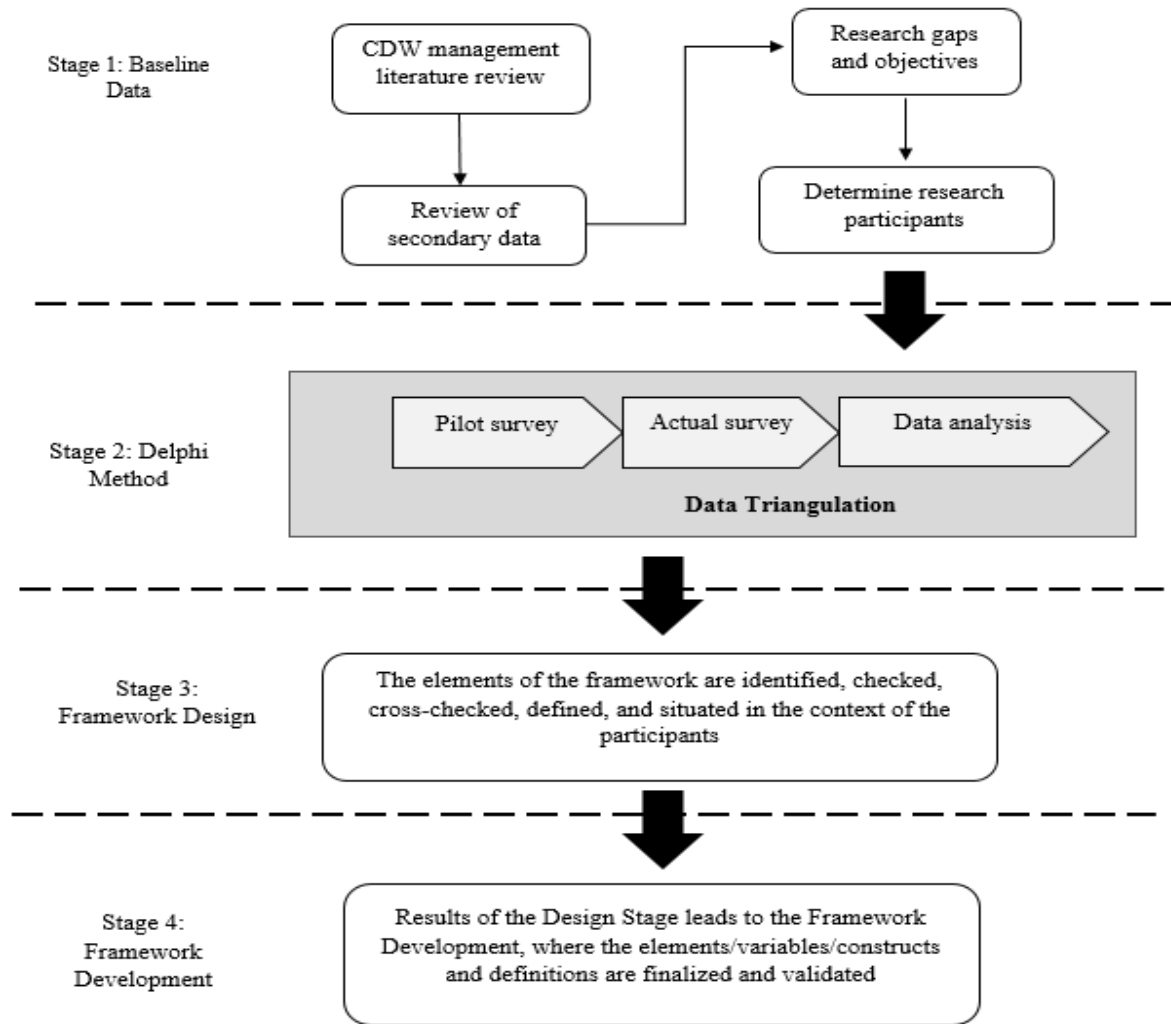 Stage 1: Baseline
Data
CDW management
literature review
Review of
secondary data
Research gaps
and objectives
Determine research
participants
Stage 2: Delphi
Method
Pilot survey
Actual survey
Data analysis
Data Triangulation
Stage 3:
Framework Design
The elements of the framework are identified, checked,
cross-checked, defined, and situated in the context of the
participants
Stage 4:
Framework
Development
Results of the Design Stage leads to the Framework
Development, where the elements/variables/constructs
and definitions are finalized and validated